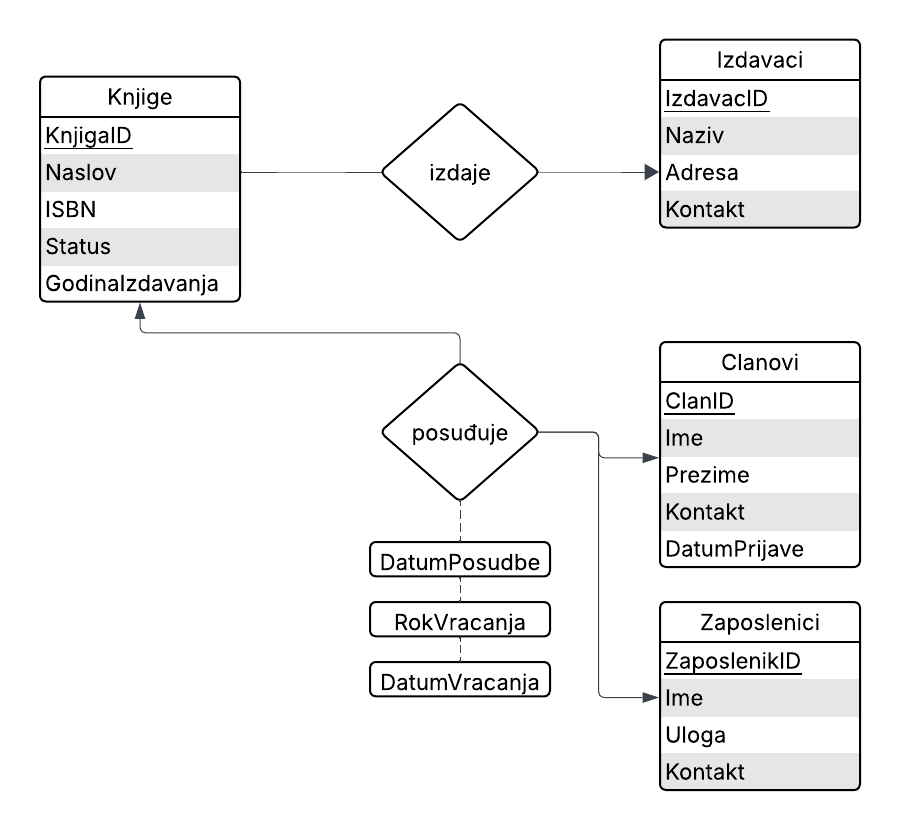 Knjige
KnjigaID
Naslov
ISBN
Status
GodinaIzdavanja
izdaje
Izdavaci
IzdavacID
Naziv
Adresa
Kontakt
posuđuje
DatumPosudbe
RokVracanja
DatumVracanja
Clanovi
ClanID
Ime
Prezime
Kontakt
DatumPrijave
Zaposlenici
ZaposlenikID
Ime
Uloga
Kontakt